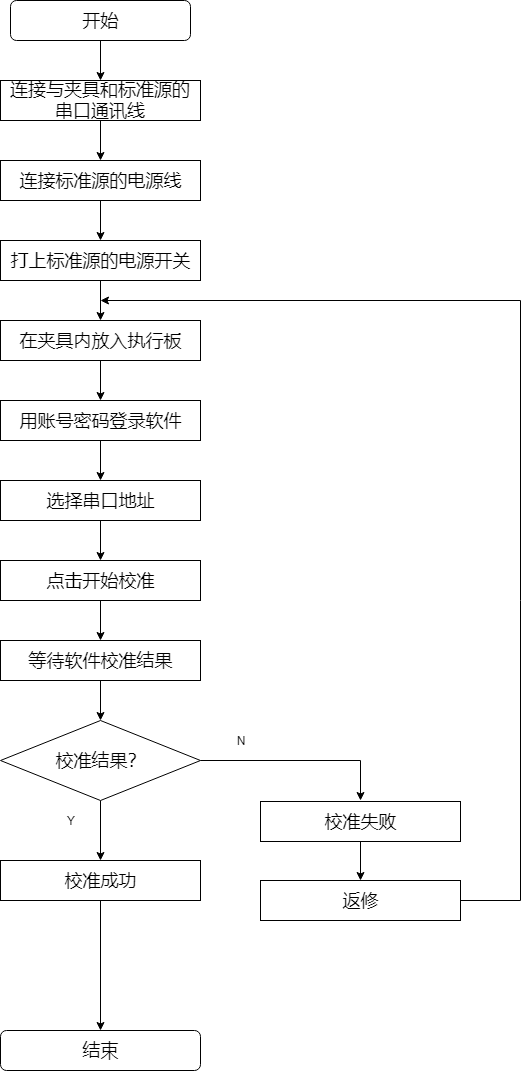 开始
连接与夹具和标准源的
串口通讯线
连接标准源的电源线
打上标准源的电源开关
在夹具内放入执行板
用账号密码登录软件
选择串口地址
点击开始校准
等待软件校准结果
校准结果?
N
校准失败
Y
校准成功
返修
结束